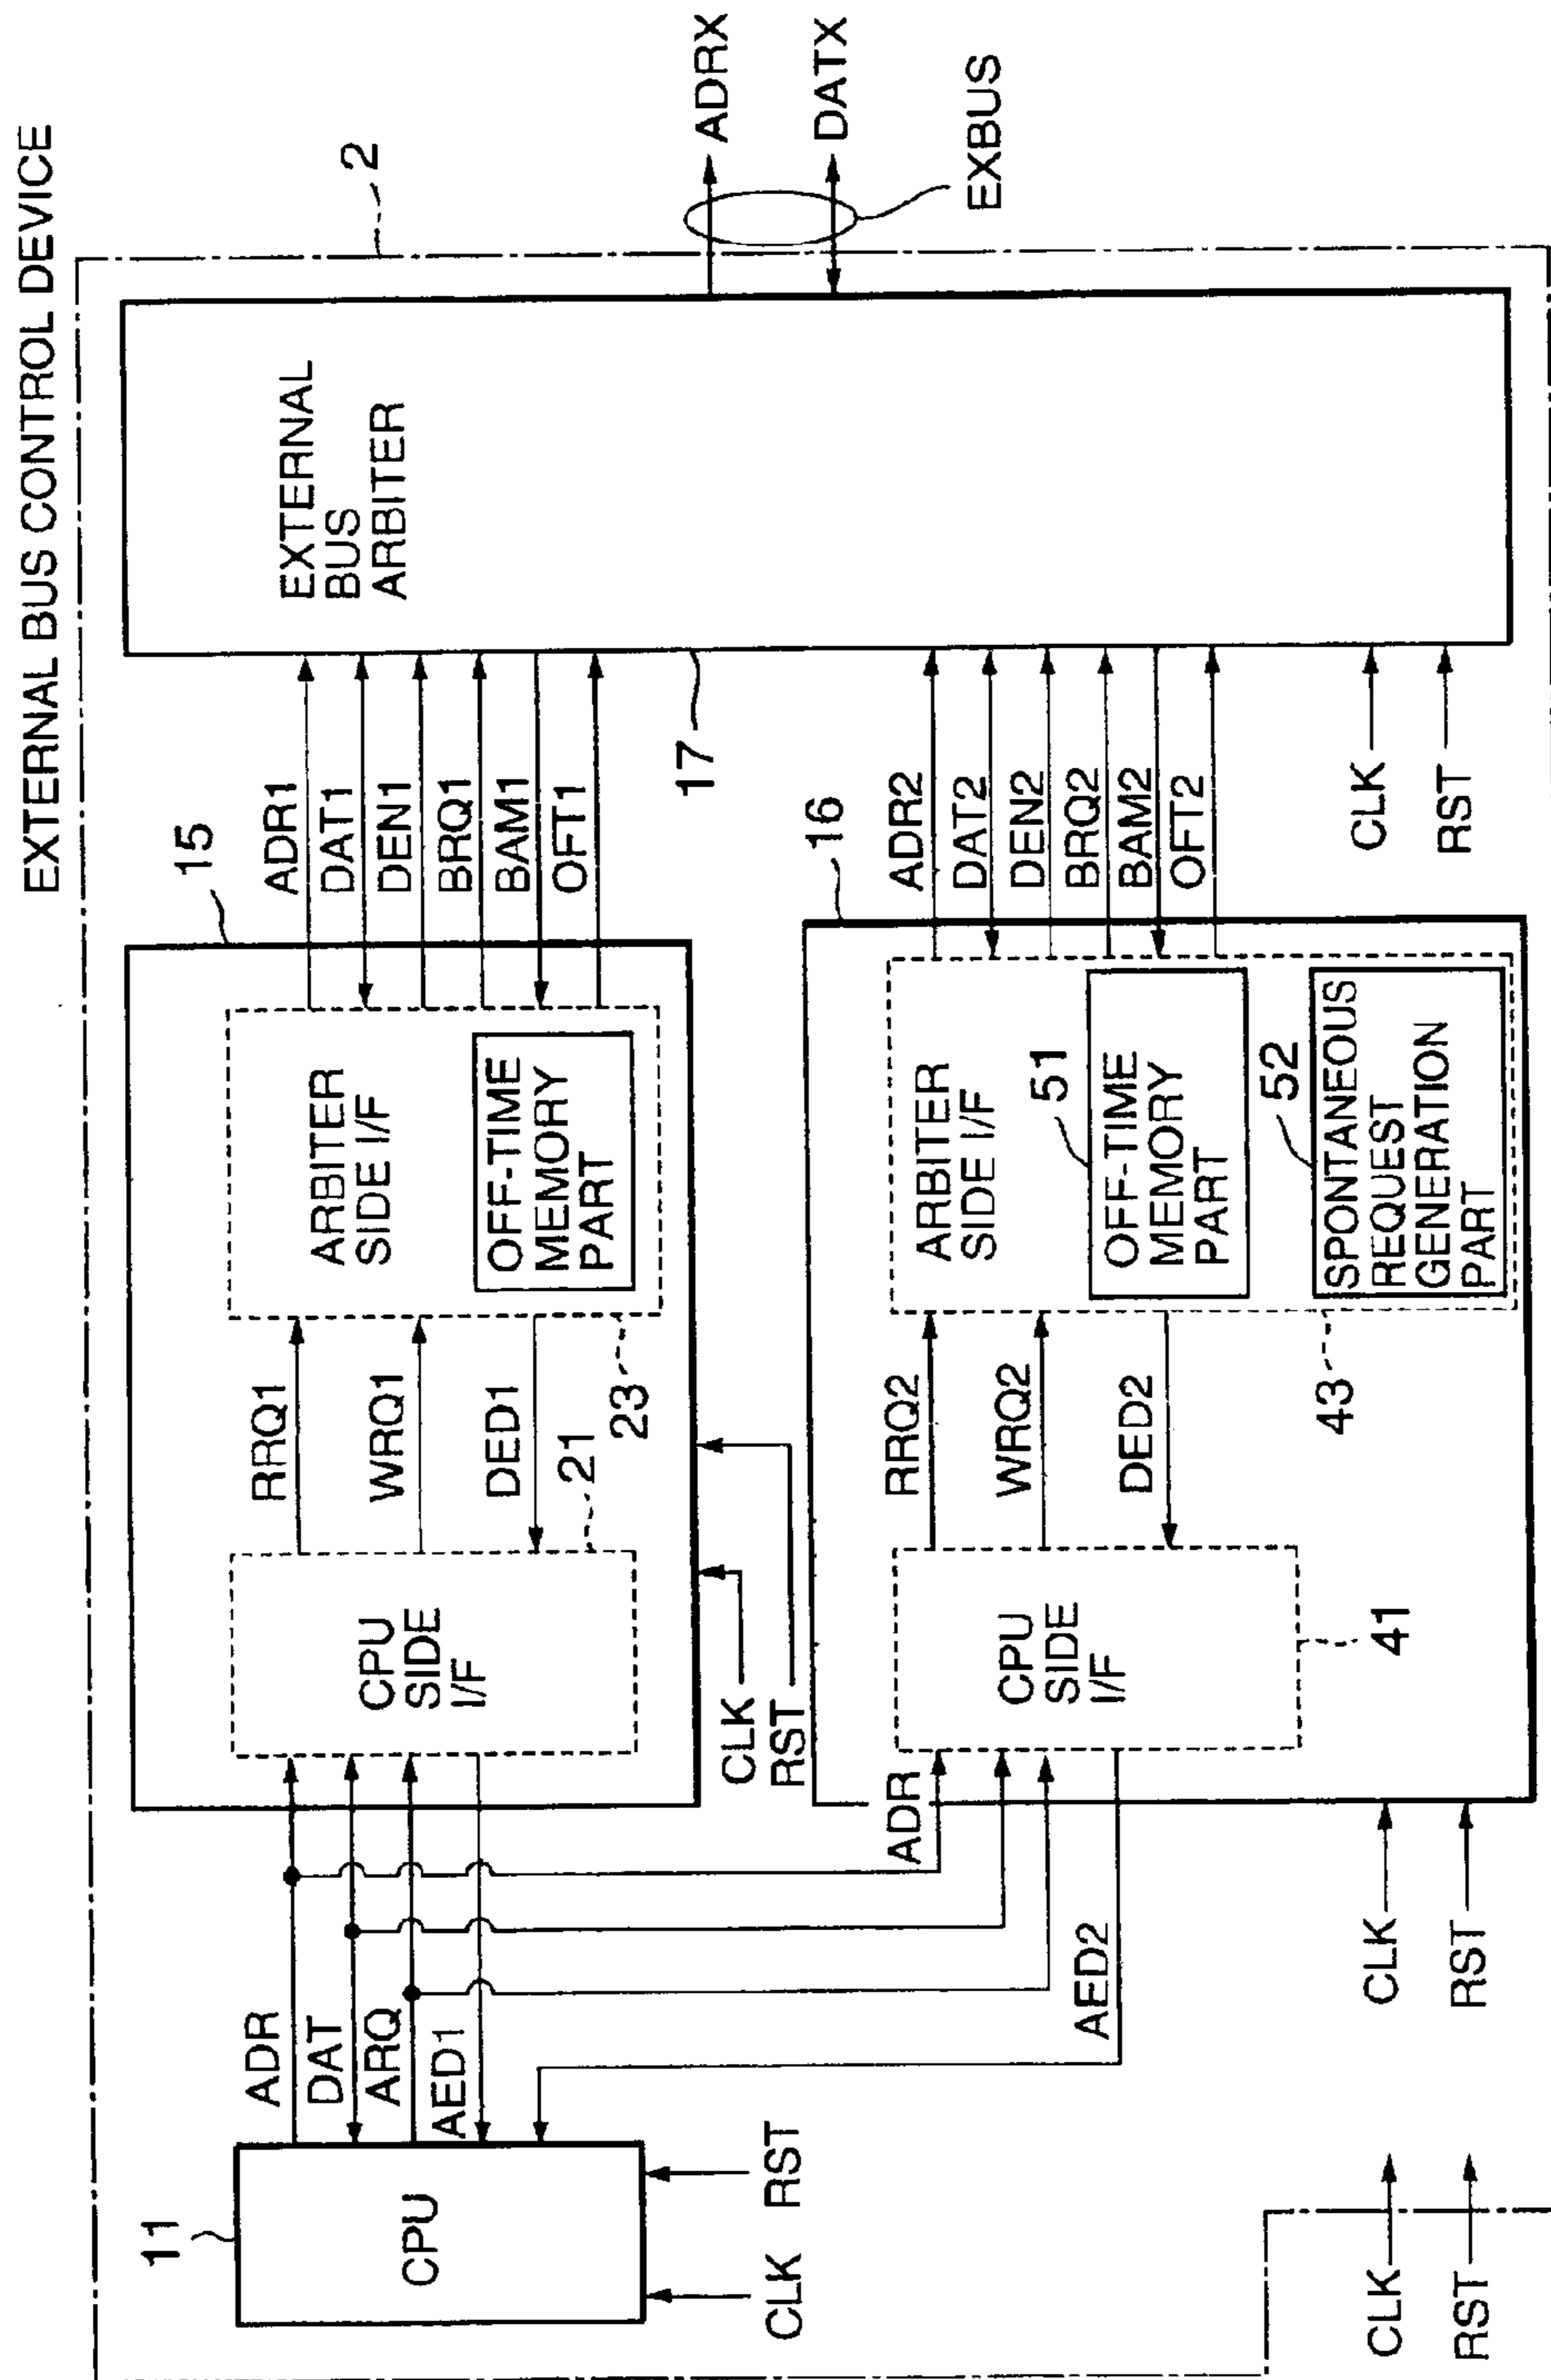 EXTERNAL BUS CONTROL DEVICE
2
11
CPU
CLK
RST
ADR
DAT
ARQ
AED1
15
CPU
SIDE
I/F
21
RRQ1
WRQ1
DED1
ARBITER
SIDE I/F
OFF-TIME
MEMORY
PART
23
CLK
RST
ADR1
DAT1
DEN1
BRQ1
BAM1
OFT1
17
EXTERNAL
BUS
ARBITER
ADRX
DATX
EXBUS
ADR
AED2
16
CPU
SIDE
I/F
41
RRQ2
WRQ2
DED2
ARBITER
SIDE I/F
51
OFF-TIME
MEMORY
PART
52
SPONTANEOUS
REQUEST
GENERATION
PART
43
ADR2
DAT2
DEN2
BRQ2
BAM2
OFT2
CLK
RST
CLK
RST
CLK
RST